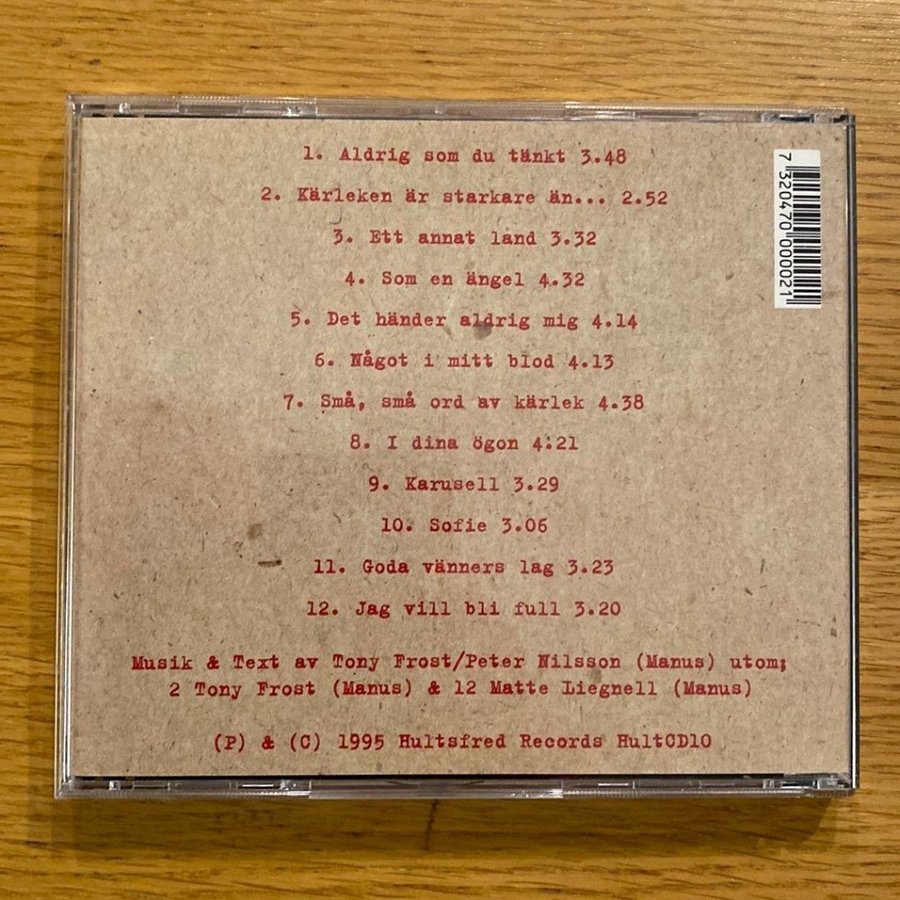 1. Aldrig som du tänkt 3.48
2. Kärleken är starkare än... 2.52
3. Ett annat land 3.32
4. Som en ängel 4.32
5. Det händer aldrig mig 4.14
6. Något i mitt blod 4.13
7. Små, små ord av kärlek 4.38
8. I dina ögon 4:21
9. Karusell 3.29
10. Sofie 3.06
11. Goda vänners lag 3.23
12. Jag vill bli full 3.20
Musik & Text av Tony Frost/Peter Nilsson (Manus) utom;
2 Tony Frost (Manus) & 12 Matte Liegnell (Manus)
(P) & (C) 1995 Hultsfred Records HultCD10
7 320470 000021